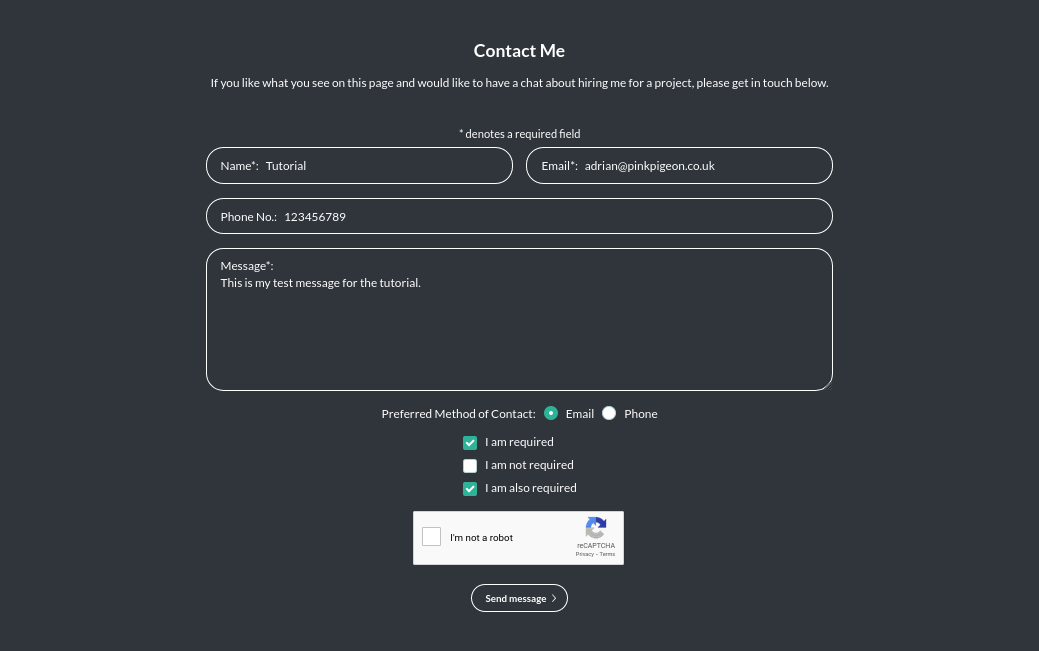 Contact Me
If you like what you see on this page and would like to have a chat about hiring me for a project, please get in touch below.
* denotes a required field
Name*: Tutorial
Email*: adrian@pinkpigeon.co.uk
Phone No.: 123456789
Message*:
This is my test message for the tutorial.
Preferred Method of Contact: Email Phone
I am required
I am not required
I am also required
I'm not a robot
reCAPTCHA
Privacy - Terms
Send message